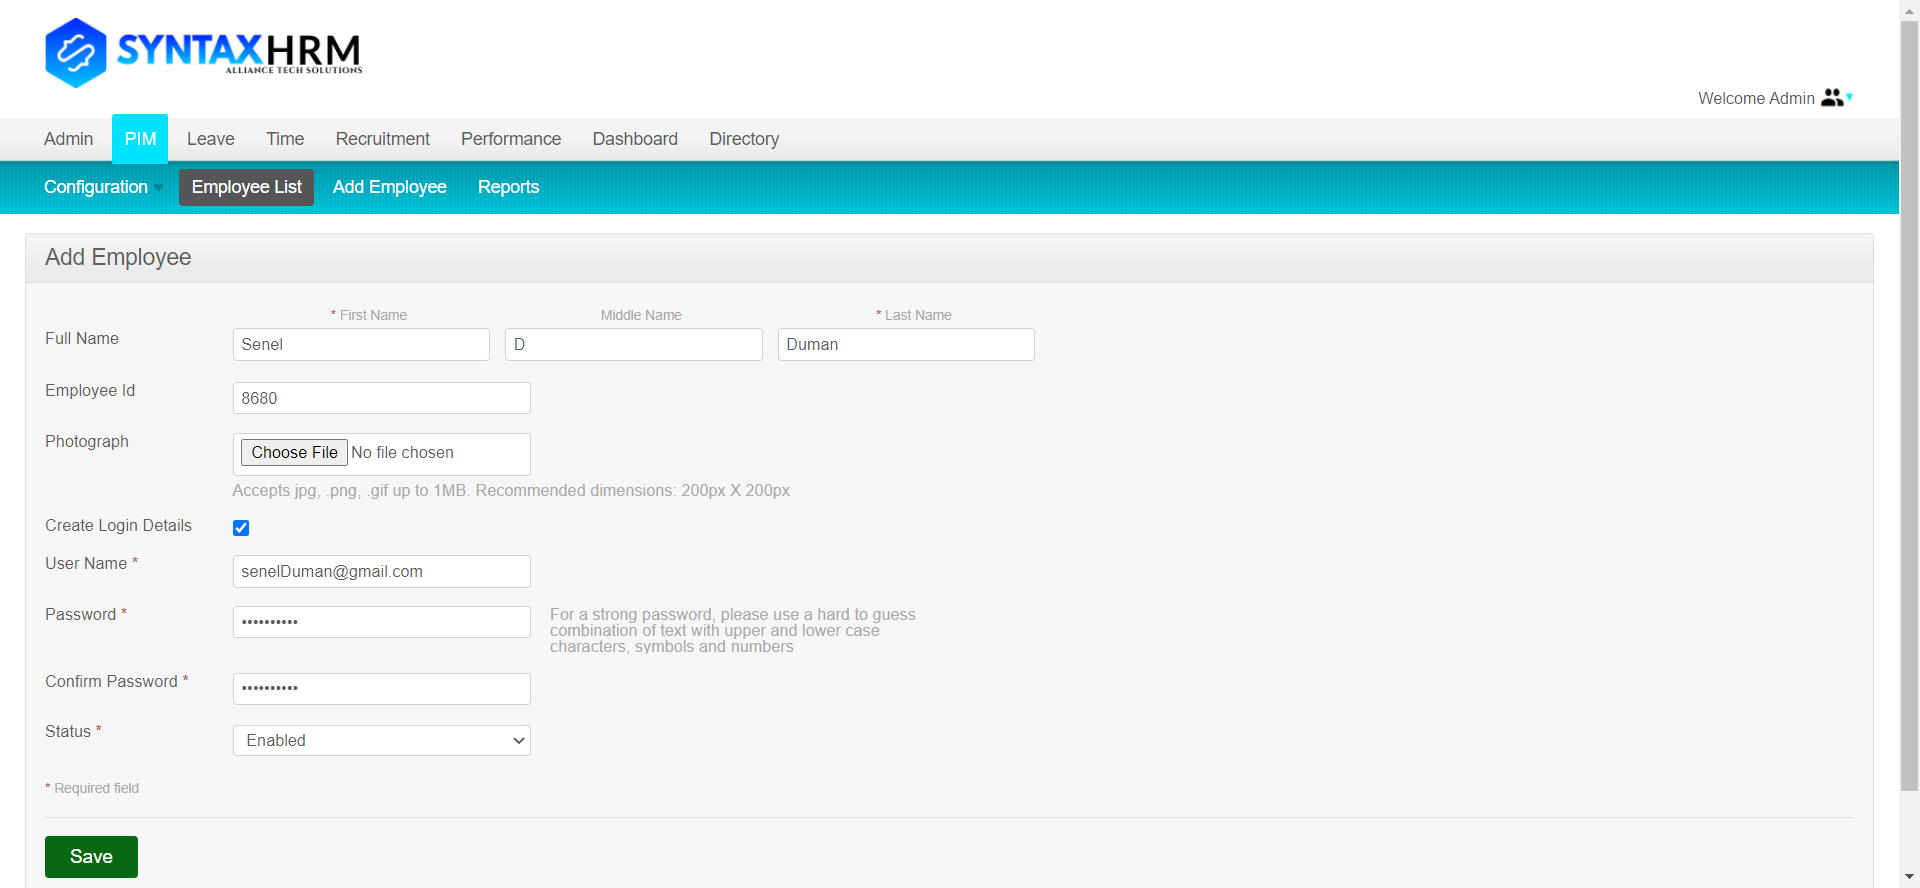 SYNTAXHRM
ALLIANCE TECH SOLUTIONS
Welcome Admin
Admin PIM Leave Time Recruitment Performance Dashboard Directory
Configuration Employee List Add Employee Reports
Add Employee
* First Name Middle Name * Last Name
Full Name Senel D Duman
Employee Id 8680
Photograph Choose File No file chosen
Accepts jpg, .png, .gif up to 1MB. Recommended dimensions: 200px X 200px
Create Login Details
User Name * senelDuman@gmail.com
Password * •••••••••• For a strong password, please use a hard to guess
combination of text with upper and lower case
characters, symbols and numbers
Confirm Password * ••••••••••
Status * Enabled
* Required field
Save